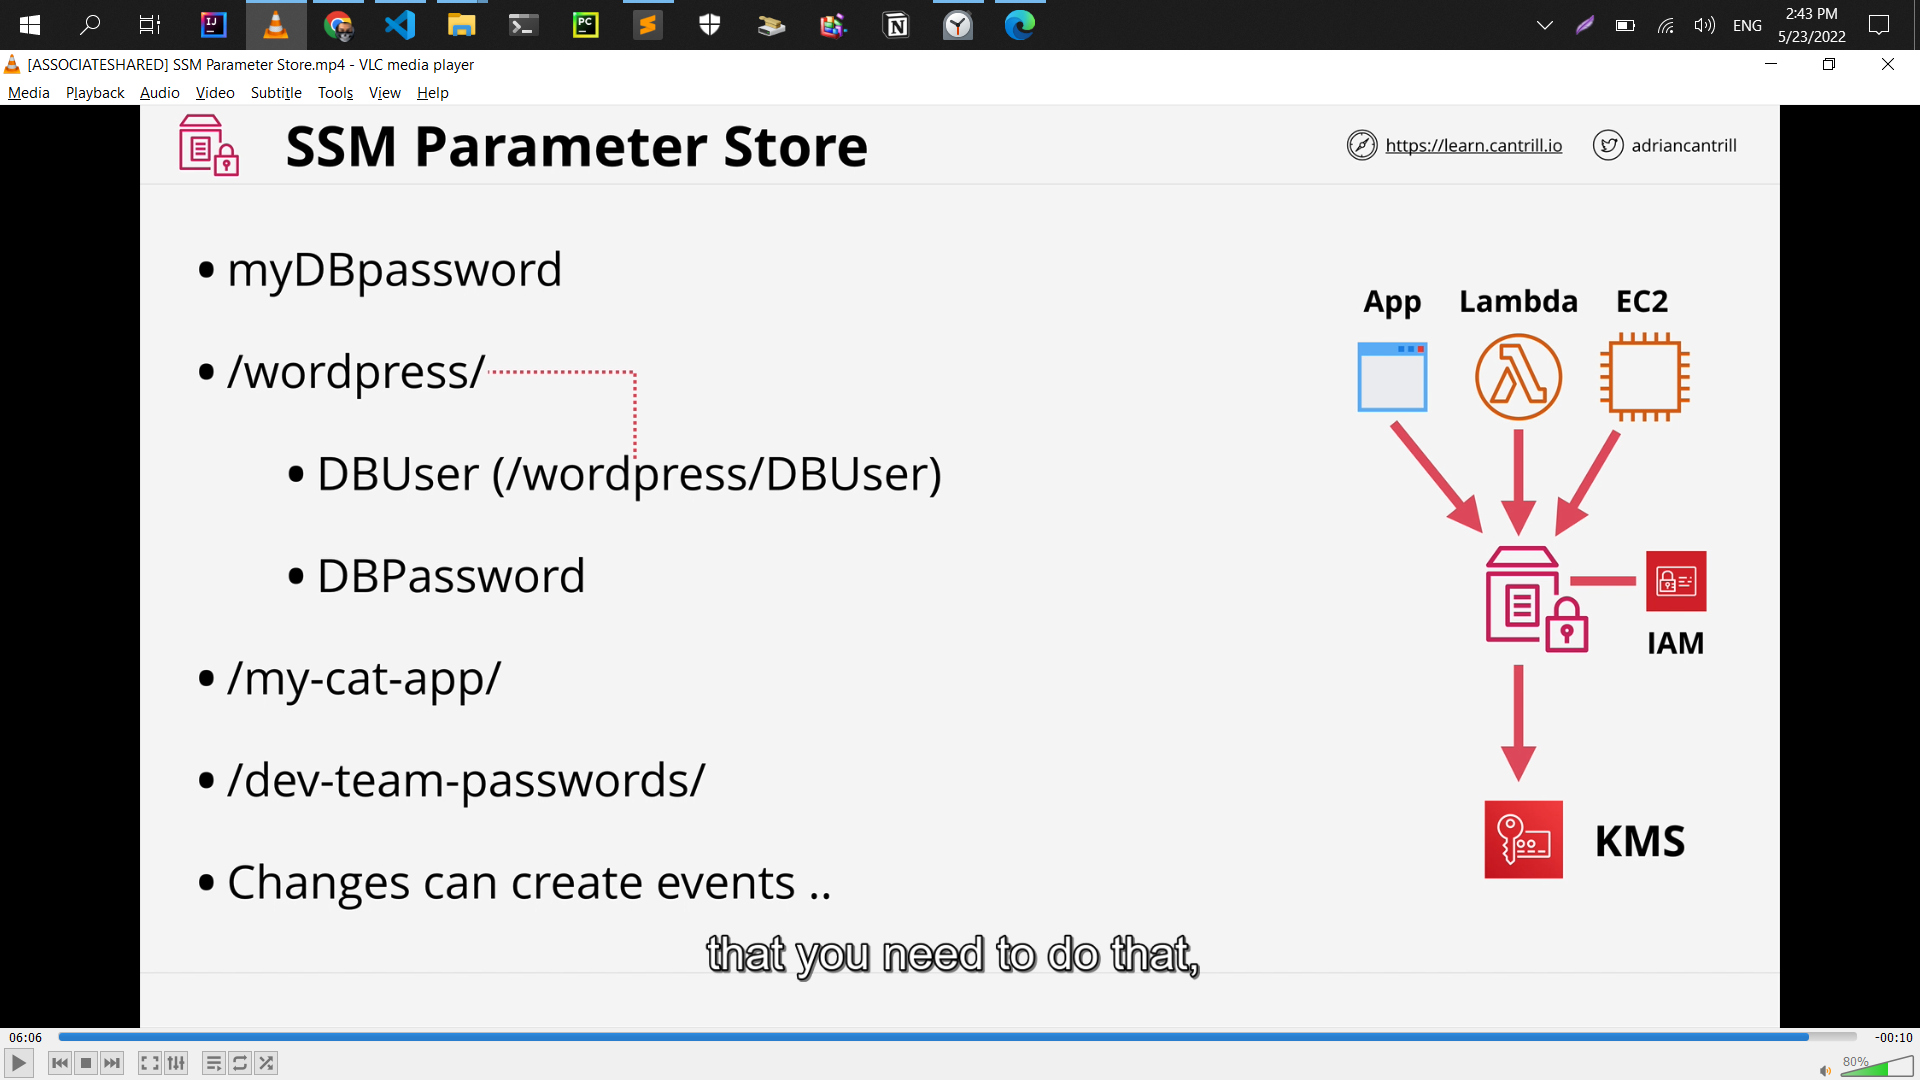 2:43 PM
ENG
5/23/2022
[ASSOCIATESHARED] SSM Parameter Store.mp4 - VLC media player
Media Playback Audio Video Subtitle Tools View Help
SSM Parameter Store
https://learn.cantrill.io
adriancantrill
• myDBpassword
• /wordpress/
• DBUser (/wordpress/DBUser)
• DBPassword
• /my-cat-app/
• /dev-team-passwords/
• Changes can create events ..
App Lambda EC2
IAM
KMS
that you need to do that,
06:06
-00:10
80%